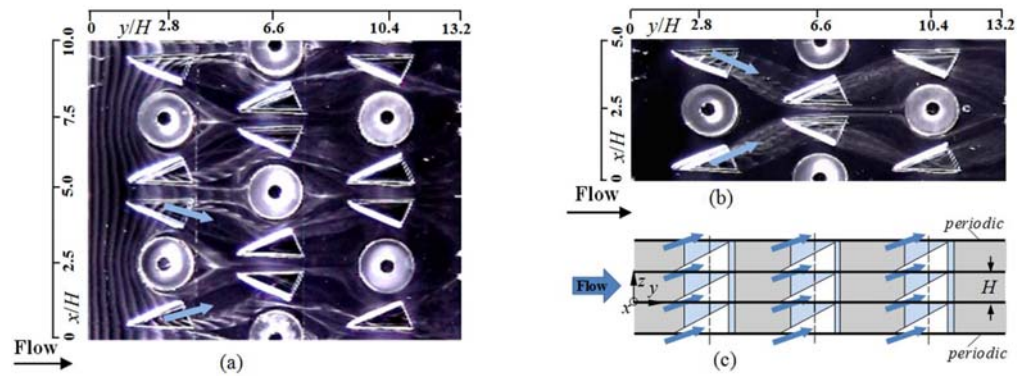 y/H
0 2.8 6.6 10.4 13.2
10.0
7.5
5.0
2.5
x/H
0
Flow
(a)
y/H
0 2.8 6.6 10.4 13.2
5.0
2.5
x/H
0
Flow
(b)
periodic
Flow
z
y
x
H
periodic
(c)